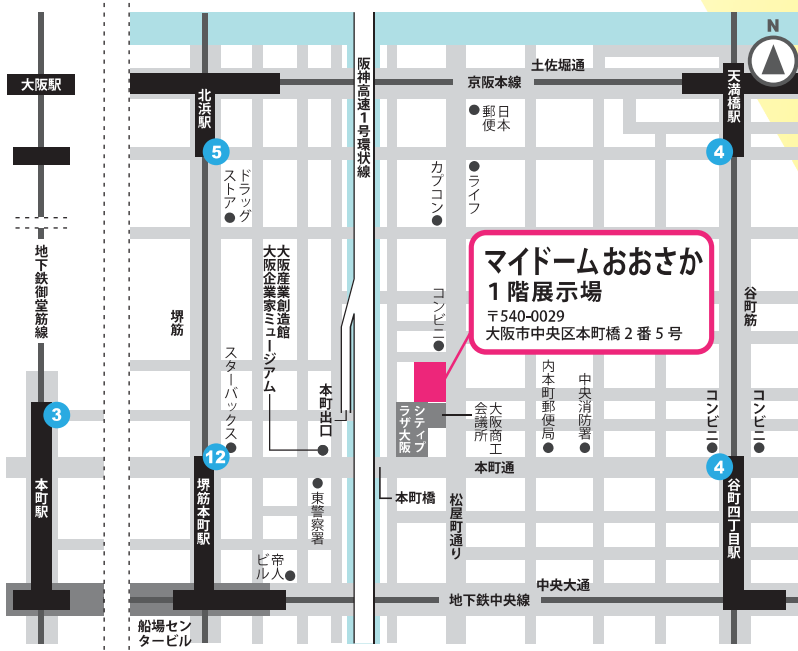 N
土佐堀通
京阪本線
大阪駅
北浜駅
阪神高速1号環状線
天満橋駅
日本
郵便
5
4
ドラッグ
ストア
カプコン
ライフ
マイドームおおさか
1階展示場
〒540-0029
大阪市中央区本町橋2番5号
地下鉄御堂筋線
堺筋
大阪産業創造館
大阪企業家ミュージアム
コンビニ
谷町筋
スターバックス
本町出口
シティプ
ラザ大阪
大阪商工
会議所
内本町郵便局
中央消防署
コンビニ
コンビニ
3
12
4
本町通
本町駅
堺筋本町駅
東警察署
本町橋
松屋町通り
谷町四丁目駅
帝人
ビル
中央大通
地下鉄中央線
船場セン
タービル